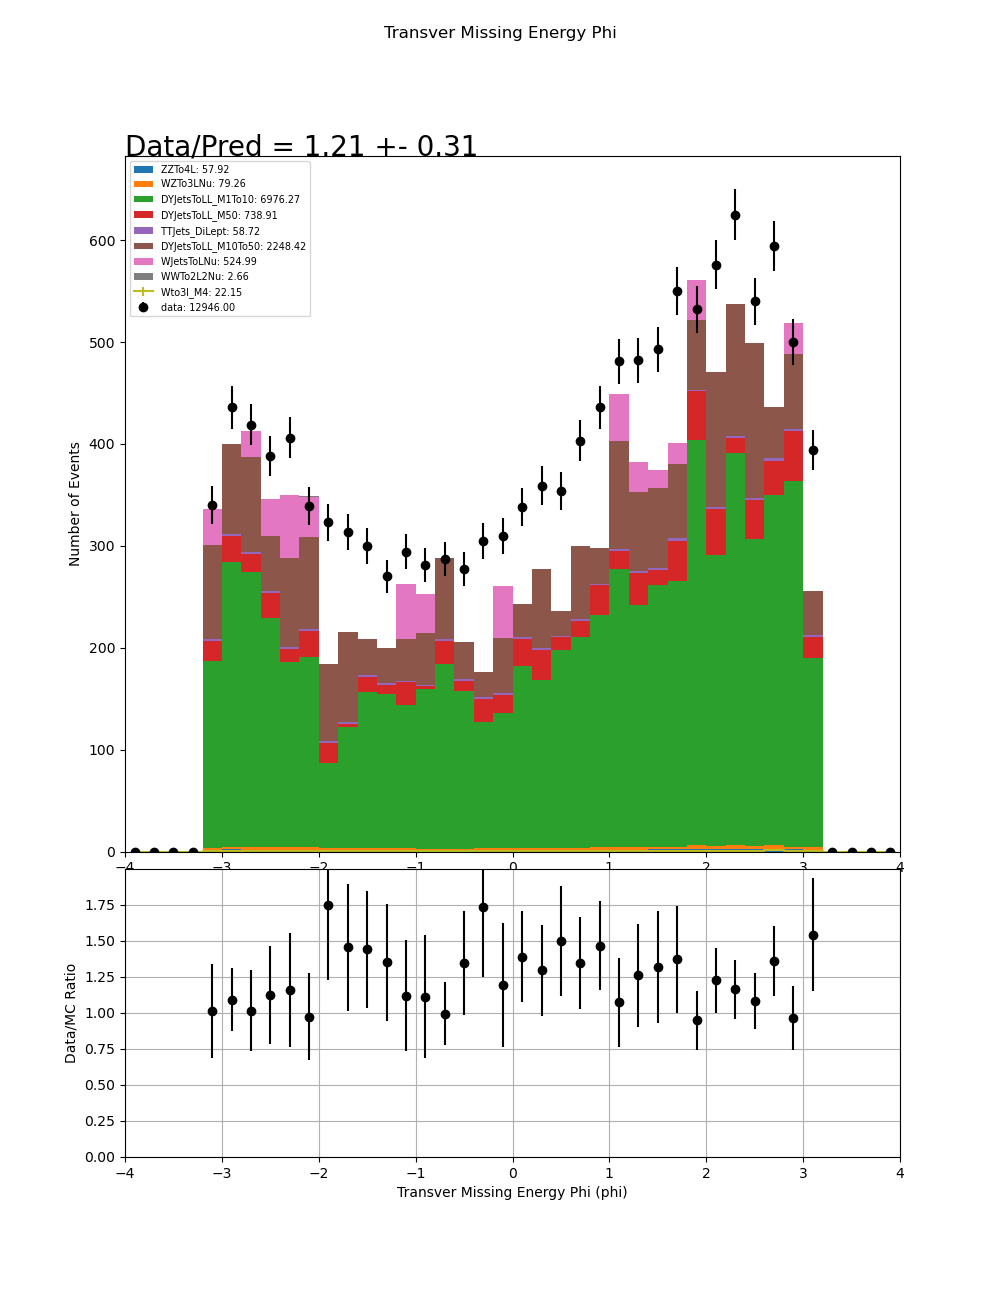 Transver Missing Energy Phi
Data/Pred = 1.21 +- 0.31
ZZTo4L: 57.92
WZTo3LNu: 79.26
DYJetsToLL_M1To10: 6976.27
DYJetsToLL_M50: 738.91
TTJets_DiLept: 58.72
DYJetsToLL_M10To50: 2248.42
WJetsToLNu: 524.99
WWTo2L2Nu: 2.66
Wto3l_M4: 22.15
data: 12946.00
Number of Events
600
500
400
300
200
100
0
−4 −3 −2 −1 0 1 2 3 4
Data/MC Ratio
1.75
1.50
1.25
1.00
0.75
0.50
0.25
0.00
−4 −3 −2 −1 0 1 2 3 4
Transver Missing Energy Phi (phi)